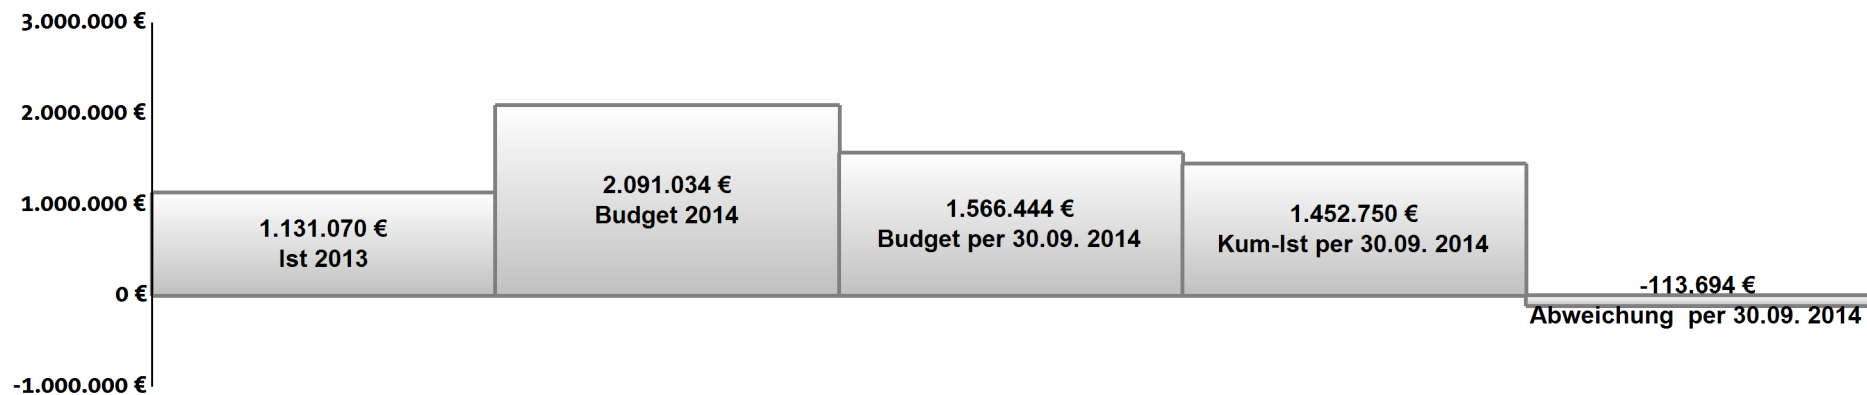 3.000.000 €
2.000.000 €
1.000.000 €
0 €
-1.000.000 €
1.131.070 €
Ist 2013
2.091.034 €
Budget 2014
1.566.444 €
Budget per 30.09. 2014
1.452.750 €
Kum-Ist per 30.09. 2014
-113.694 €
Abweichung  per 30.09. 2014